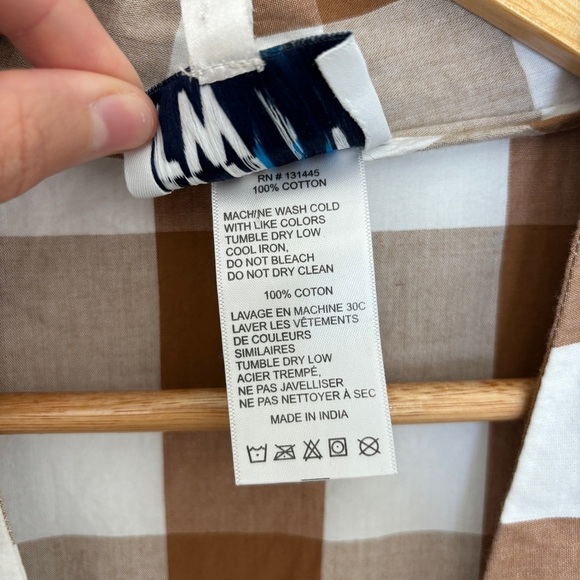 RN # 131445
100% COTTON
MACHINE WASH COLD
WITH LIKE COLORS
TUMBLE DRY LOW
COOL IRON,
DO NOT BLEACH
DO NOT DRY CLEAN
100% COTON
LAVAGE EN MACHINE 30C
LAVER LES VÊTEMENTS
DE COULEURS
SIMILAIRES
TUMBLE DRY LOW
ACIER TREMPÉ,
NE PAS JAVELLISER
NE PAS NETTOYER À SEC
MADE IN INDIA